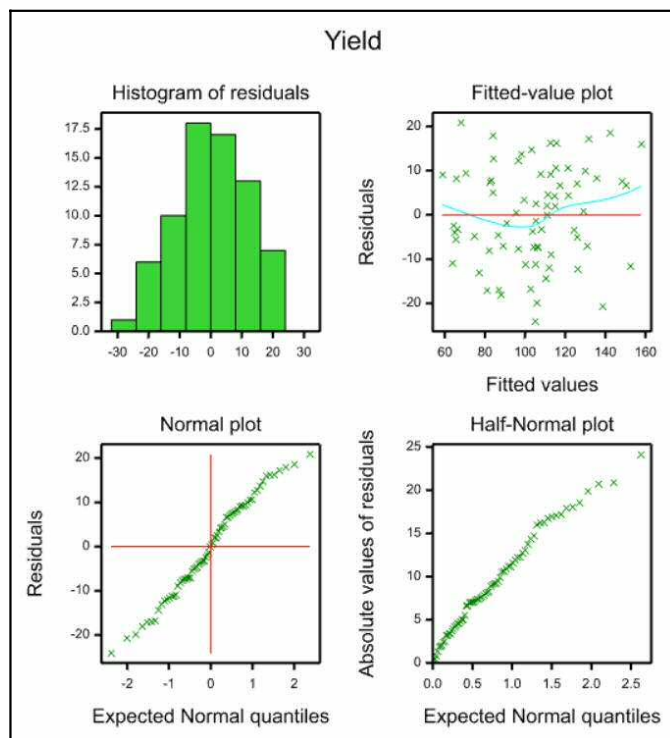 Yield
Histogram of residuals
17.5
15.0
12.5
10.0
7.5
5.0
2.5
0.0
-30 -20 -10 0 10 20 30
Fitted-value plot
Residuals
20
10
0
-10
-20
60 80 100 120 140 160
Fitted values
Normal plot
Residuals
20
10
0
-10
-20
-2 -1 0 1 2
Expected Normal quantiles
Half-Normal plot
Absolute values of residuals
25
20
15
10
5
0
0.0 0.5 1.0 1.5 2.0 2.5
Expected Normal quantiles